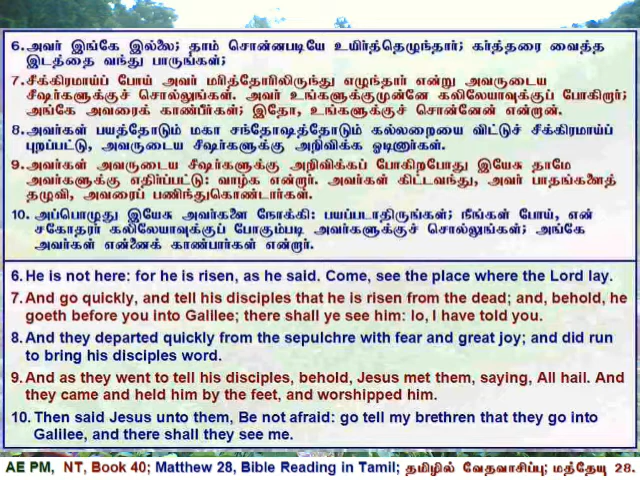 6. அவர் இங்கே இல்லை; தாம் சொன்னபடியே உயிர்த்தெழுந்தார்; கர்த்தரை வைத்த
இடத்தை வந்து பாருங்கள்;
7. சீக்கிரமாய்ப் போய் அவர் மரித்தோரிலிருந்து எழுந்தார் என்று அவருடைய
சீஷர்களுக்குச் சொல்லுங்கள். அவர் உங்களுக்குமுன்னே கலிலேயாவுக்குப் போகிறார்;
அங்கே அவரைக் காண்பீர்கள்; இதோ, உங்களுக்குச் சொன்னேன் என்றான்.
8. அவர்கள் பயத்தோடும் மகா சந்தோஷத்தோடும் கல்லறையை விட்டுச் சீக்கிரமாய்ப்
புறப்பட்டு, அவருடைய சீஷர்களுக்கு அறிவிக்க ஓடினார்கள்.
9. அவர்கள் அவருடைய சீஷர்களுக்கு அறிவிக்கப் போகிறபோது இயேசு தாமே
அவர்களுக்கு எதிர்ப்பட்டு: வாழ்க என்றார். அவர்கள் கிட்டவந்து, அவர் பாதங்களைத்
தழுவி, அவரைப் பணிந்துகொண்டார்கள்.
10. அப்பொழுது இயேசு அவர்களை நோக்கி: பயப்படாதிருங்கள்; நீங்கள் போய், என்
சகோதரர் கலிலேயாவுக்குப் போகும்படி அவர்களுக்குச் சொல்லுங்கள்; அங்கே
அவர்கள் என்னைக் காண்பார்கள் என்றார்.
6. He is not here: for he is risen, as he said. Come, see the place where the Lord lay.
7. And go quickly, and tell his disciples that he is risen from the dead; and, behold, he
goeth before you into Galilee; there shall ye see him: lo, I have told you.
8. And they departed quickly from the sepulchre with fear and great joy; and did run
to bring his disciples word.
9. And as they went to tell his disciples, behold, Jesus met them, saying, All hail. And
they came and held him by the feet, and worshipped him.
10. Then said Jesus unto them, Be not afraid: go tell my brethren that they go into
Galilee, and there shall they see me.
AE PM, NT, Book 40; Matthew 28, Bible Reading in Tamil; தமிழில் வேதவாசிப்பு; மத்தேயு 28.